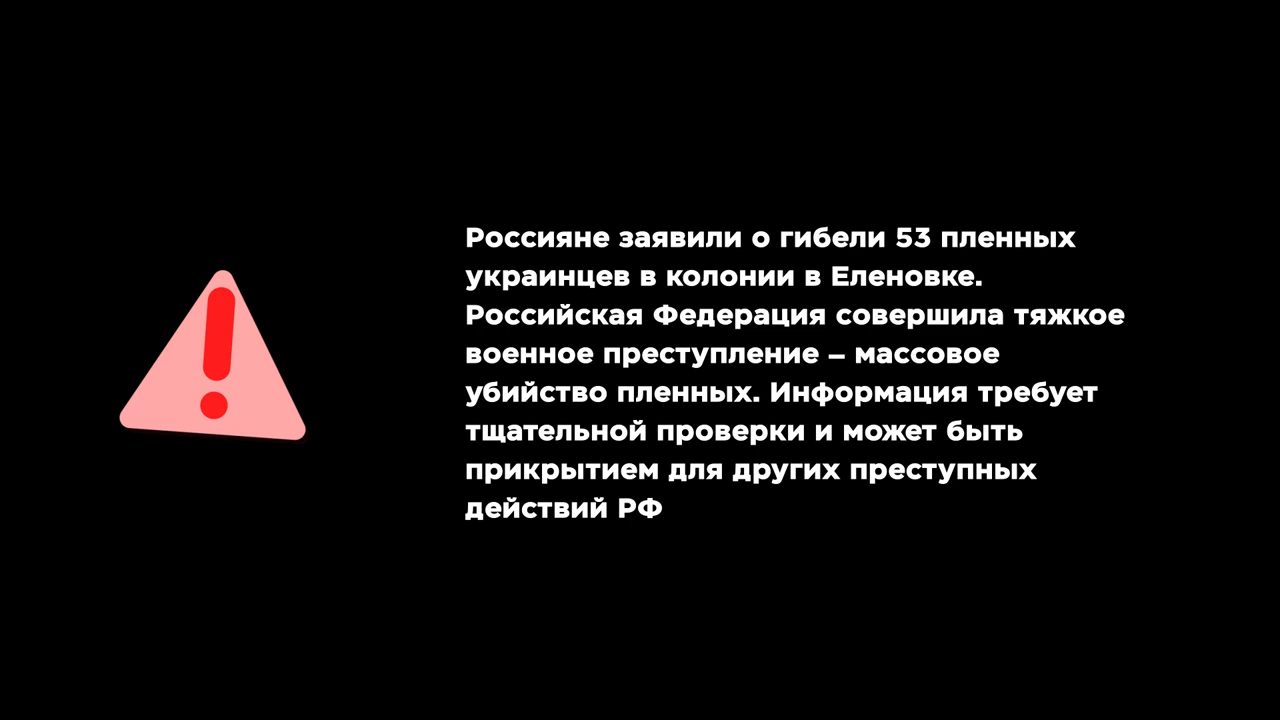 Россияне заявили о гибели 53 пленных
украинцев в колонии в Еленовке.
Российская Федерация совершила тяжкое
военное преступление – массовое
убийство пленных. Информация требует
тщательной проверки и может быть
прикрытием для других преступных
действий РФ